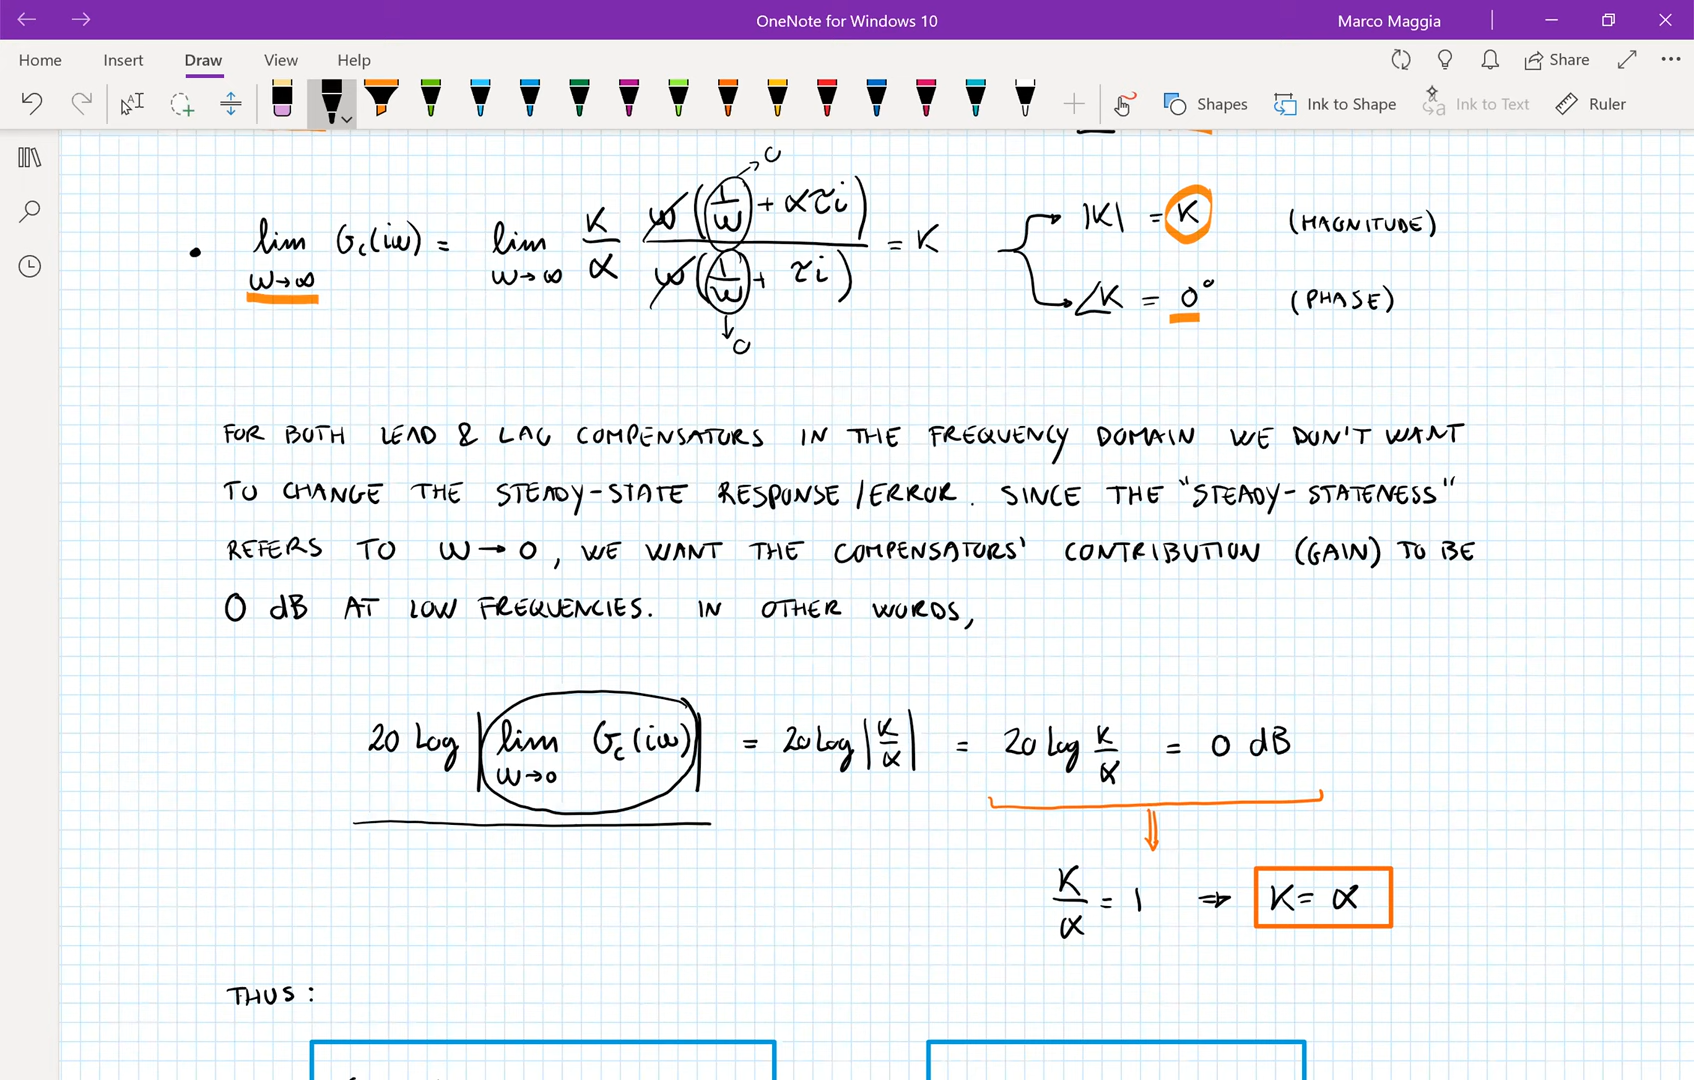 OneNote for Windows 10
Marco Maggia
Home Insert Draw View Help
Share
Shapes Ink to Shape Ink to Text Ruler
• lim ω→∞ Gc(iω) = lim ω→∞ K/α ω(1/ω + ατi) / ω(1/ω + τi) = K
→ 0
↓ 0
|K| = K (MAGNITUDE)
∠K = 0° (PHASE)
FOR BOTH LEAD & LAG COMPENSATORS IN THE FREQUENCY DOMAIN WE DON'T WANT
TO CHANGE THE STEADY-STATE RESPONSE/ERROR. SINCE THE "STEADY-STATENESS"
REFERS TO ω → 0, WE WANT THE COMPENSATORS' CONTRIBUTION (GAIN) TO BE
0 dB AT LOW FREQUENCIES. IN OTHER WORDS,
20 Log |lim ω→0 Gc(iω)| = 20 Log |K/α| = 20 Log K/α = 0 dB
K/α = 1 ⇒ K = α
THUS: